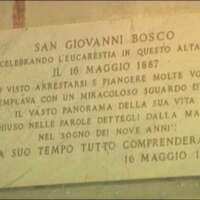 SAN GIOVANNI BOSCO
CELEBRANDO L'EUCARESTIA IN QUESTO ALTA
IL 16 MAGGIO 1887
VISTO ARRESTARSI E PIANGERE MOLTE VO
TEMPLAVA CON UN MIRACOLOSO SGUARDO D'
IL VASTO PANORAMA DELLA SUA VITA
HIUSO NELLE PAROLE DETTEGLI DALLA MA
NEL 'SOGNO DEI NOVE ANNI'!
A SUO TEMPO TUTTO COMPRENDERA
16 MAGGIO 1